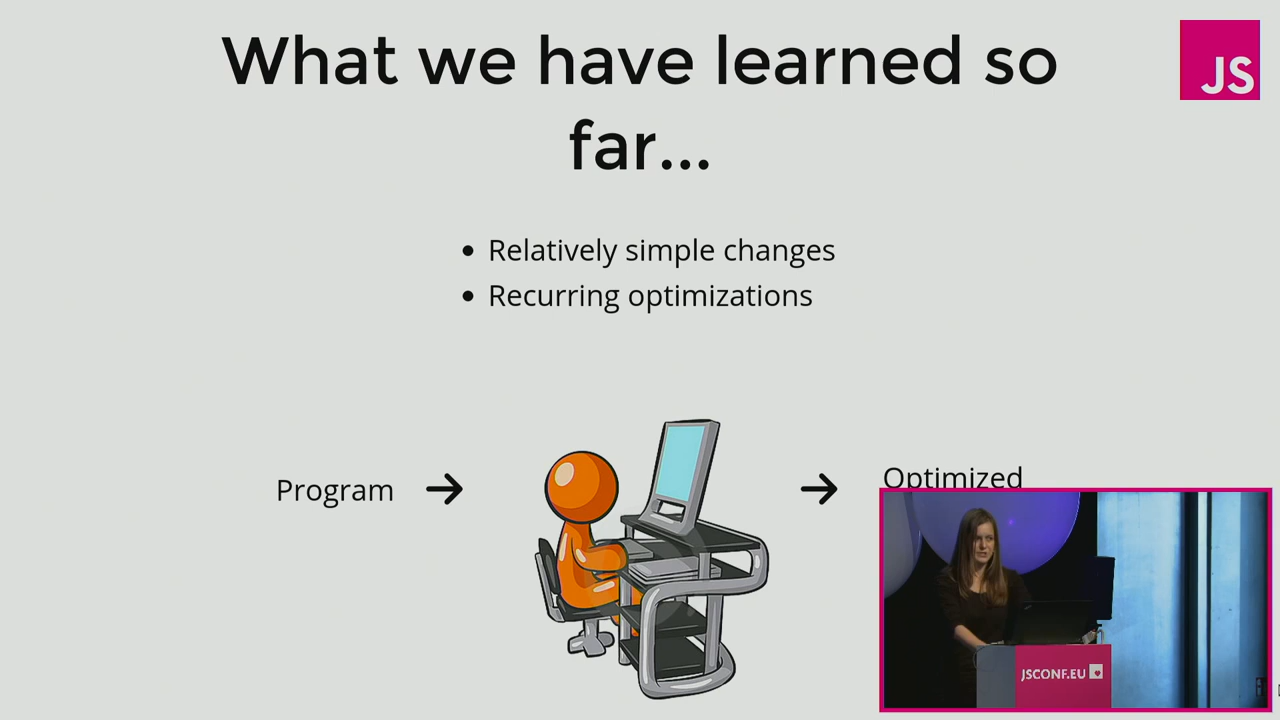 What we have learned so
far...
JS
Relatively simple changes
Recurring optimizations
Program
Optimized
JSCONF.EU